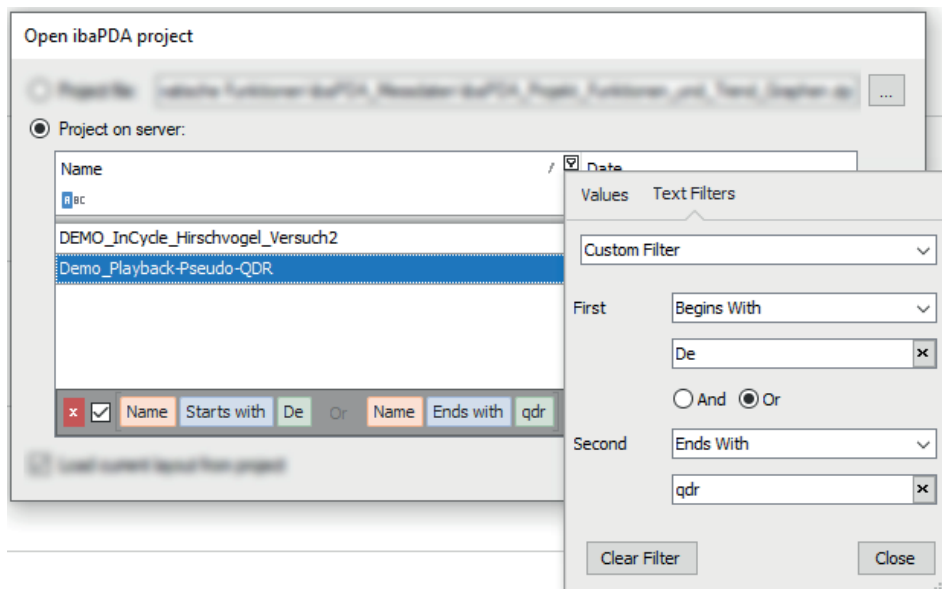 Open ibaPDA project
...
Project on server:
Name
Date
ABC
DEMO_InCycle_Hirschvogel_Versuch2
Demo_Playback-Pseudo-QDR
x Name Starts with De Or Name Ends with qdr
Values Text Filters
Custom Filter
First Begins With
De
And Or
Second Ends With
qdr
Clear Filter Close